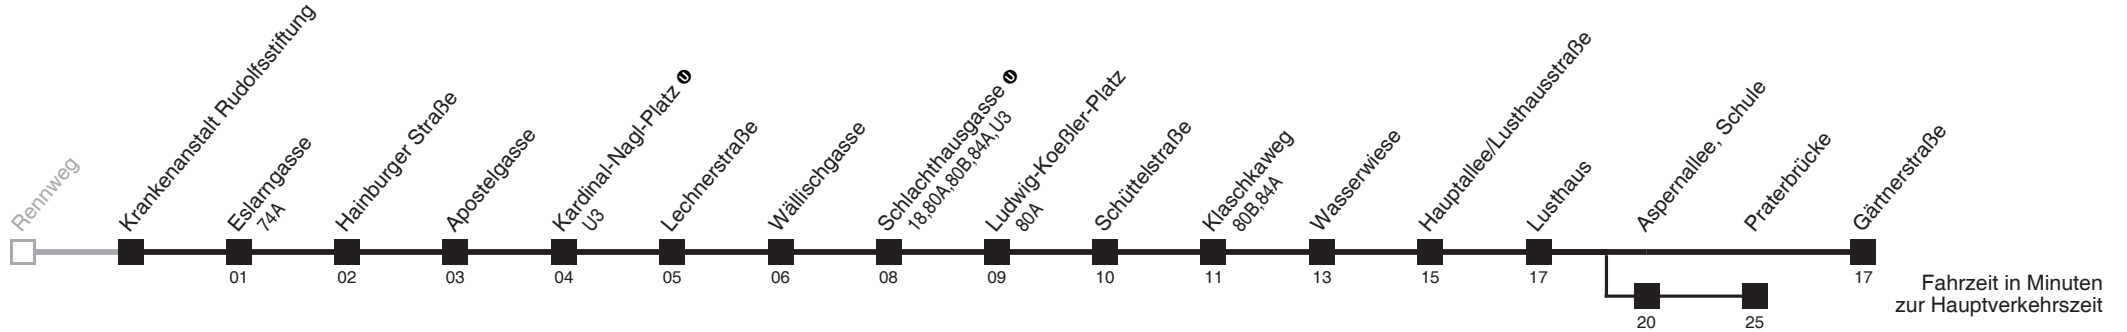 Rennweg
Krankenanstalt Rudolfsstiftung
Eslarngasse
74A
Hainburger Straße
Apostelgasse
Kardinal-Nagl-Platz U
U3
Lechnerstraße
Wällischgasse
Schlachthausgasse U
18,80A,80B,84A,U3
Ludwig-Koeßler-Platz
80A
Schüttelstraße
Klaschkaweg
80B,84A
Wasserwiese
Hauptallee/Lusthausstraße
Lusthaus
Aspernallee, Schule
Praterbrücke
Gärtnerstraße
01
02
03
04
05
06
08
09
10
11
13
15
17
17
20
25
Fahrzeit in Minuten
zur Hauptverkehrszeit